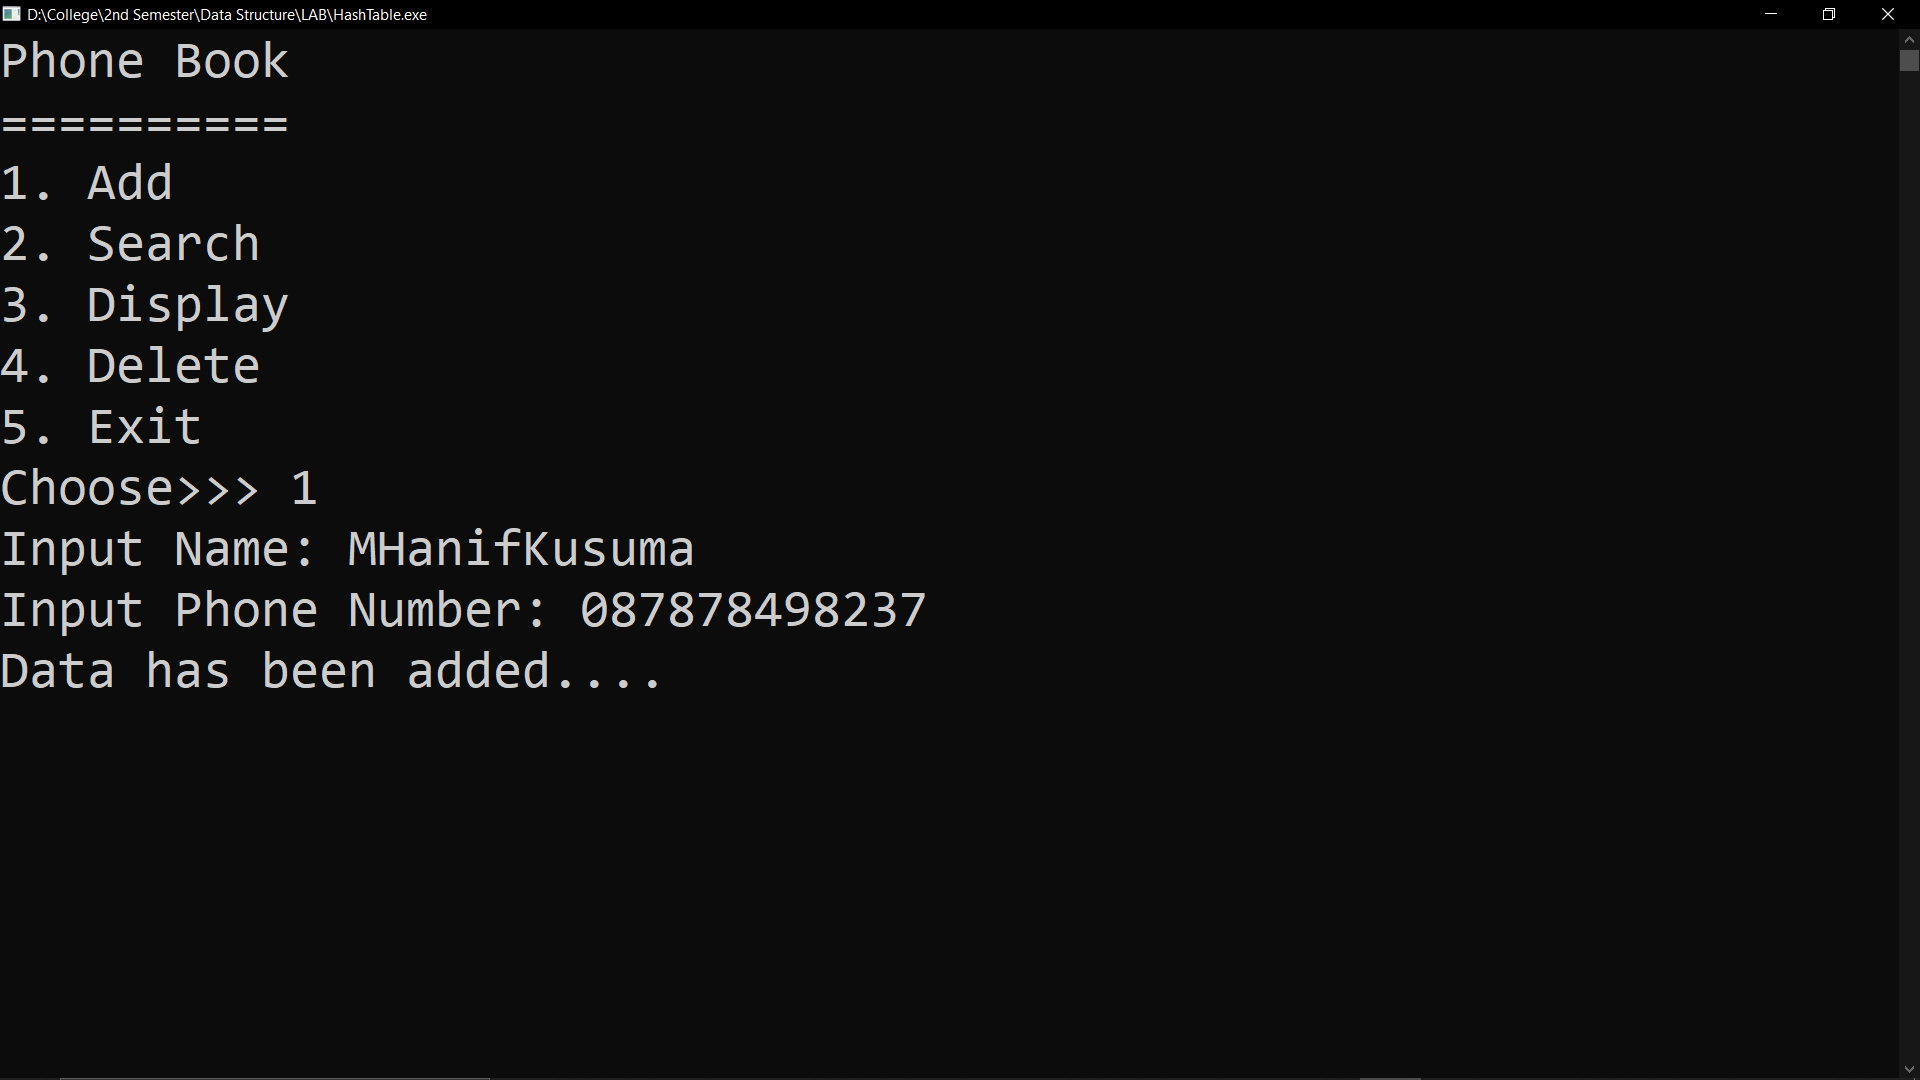 D:\College\2nd Semester\Data Structure\LAB\HashTable.exe
Phone Book
==========
1. Add
2. Search
3. Display
4. Delete
5. Exit
Choose>>> 1
Input Name: MHanifKusuma
Input Phone Number: 087878498237
Data has been added....